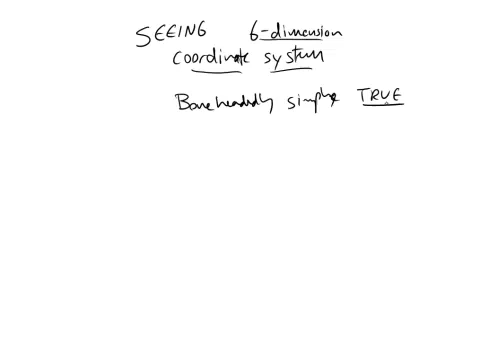 SEEING 6-dimension
coordinate system
Boneheadedly simple TRUE